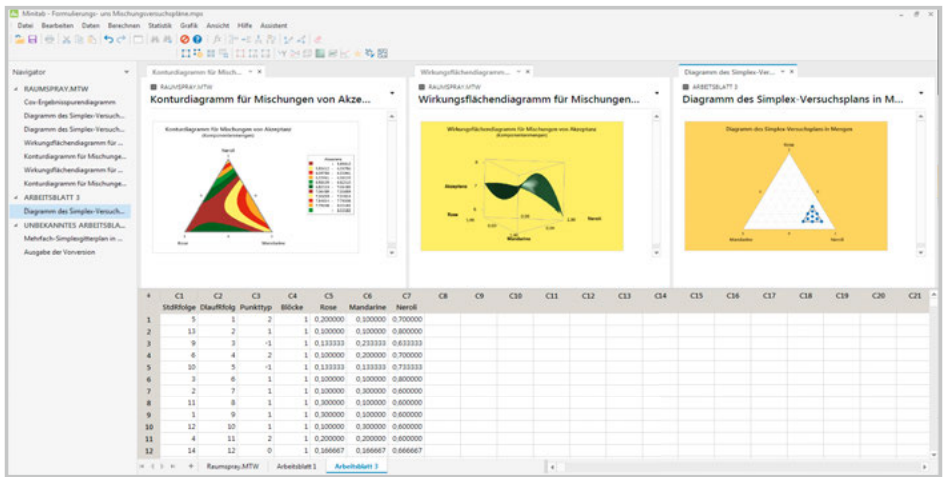 Minitab - Formulierungs- uns Mischungsversuchspläne.mpx
Datei Bearbeiten Daten Berechnen Statistik Grafik Ansicht Hilfe Assistent
Navigator
RAUMSPRAY.MTW
Cox-Ergebnisspurendiagramm
Diagramm des Simplex-Versuch...
Diagramm des Simplex-Versuch...
Wirkungsflächendiagramm für ...
Konturdiagramm für Mischunge...
Wirkungsflächendiagramm für ...
Konturdiagramm für Mischunge...
ARBEITSBLATT 3
Diagramm des Simplex-Versuch...
UNBEKANNTES ARBEITSBLA...
Mehrfach-Simplexgitterplan in ...
Ausgabe der Vorversion
Konturdiagramm für Misch...
RAUMSPRAY.MTW
Konturdiagramm für Mischungen von Akze...
Konturdiagramm für Mischungen von Akzeptanz
(Komponentenmengen)
Neroli
Rose
Mandarine
Akzeptanz
Wirkungsflächendiagramm...
RAUMSPRAY.MTW
Wirkungsflächendiagramm für Mischungen...
Wirkungsflächendiagramm für Mischungen von Akzeptanz
(Komponentenmengen)
Akzeptanz
Rose
Neroli
Mandarine
Diagramm des Simplex-Ver...
ARBEITSBLATT 3
Diagramm des Simplex-Versuchsplans in M...
Diagramm des Simplex-Versuchsplans in Mengen
Rose
Mandarine
Neroli
C1 C2 C3 C4 C5 C6 C7 C8 C9 C10 C11 C12 C13 C14 C15 C16 C17 C18 C19 C20 C21
StdRfolge DlaufRfolg Punkttyp Blöcke Rose Mandarine Neroli
1 5 1 2 1 0,200000 0,100000 0,700000
2 13 2 1 1 0,100000 0,100000 0,800000
3 9 3 -1 1 0,133333 0,233333 0,633333
4 6 4 2 1 0,100000 0,200000 0,700000
5 10 5 -1 1 0,133333 0,133333 0,733333
6 3 6 1 1 0,100000 0,100000 0,800000
7 2 7 1 1 0,100000 0,300000 0,600000
8 11 8 1 1 0,300000 0,100000 0,600000
9 1 9 1 1 0,300000 0,100000 0,600000
10 12 10 1 1 0,100000 0,300000 0,600000
11 4 11 2 1 0,200000 0,200000 0,600000
12 14 12 0 1 0,166667 0,166667 0,666667
Raumspray.MTW Arbeitsblatt 1 Arbeitsblatt 3